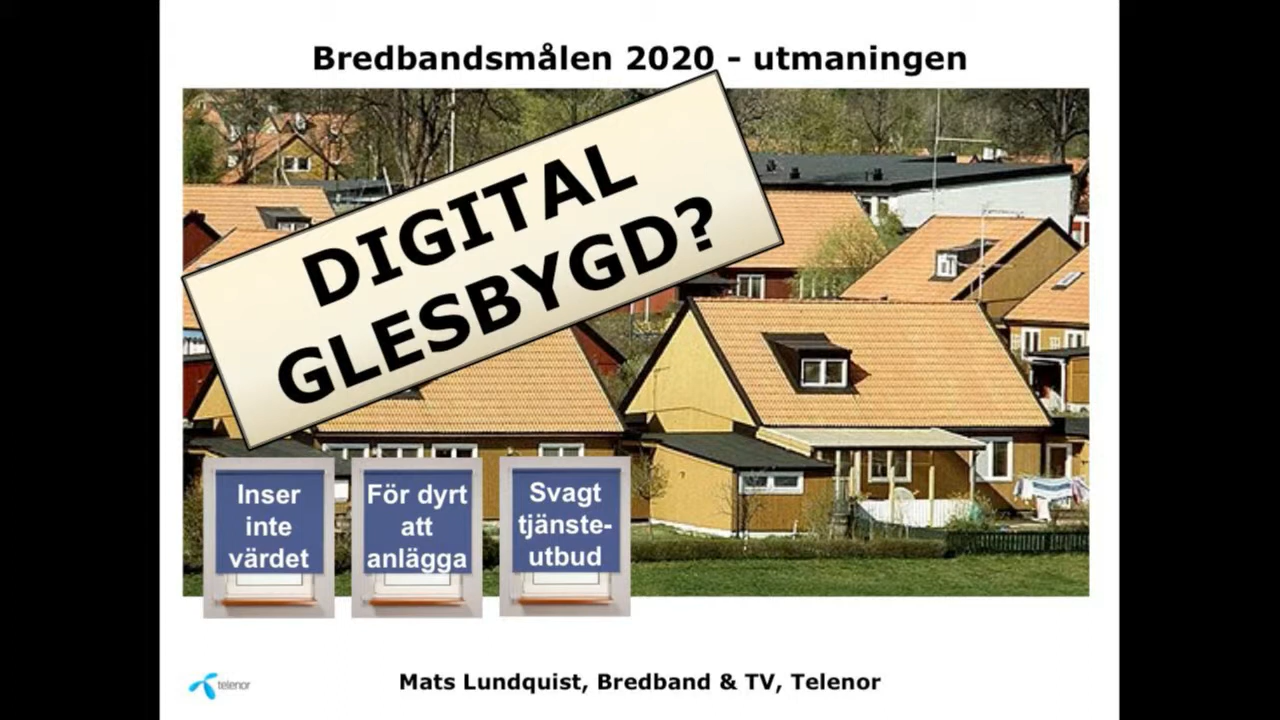 Bredbandsmålen 2020 - utmaningen
DIGITAL
GLESBYGD?
Inser
inte
värdet
För dyrt
att
anlägga
Svagt
tjänste-
utbud
telenor
Mats Lundquist, Bredband & TV, Telenor